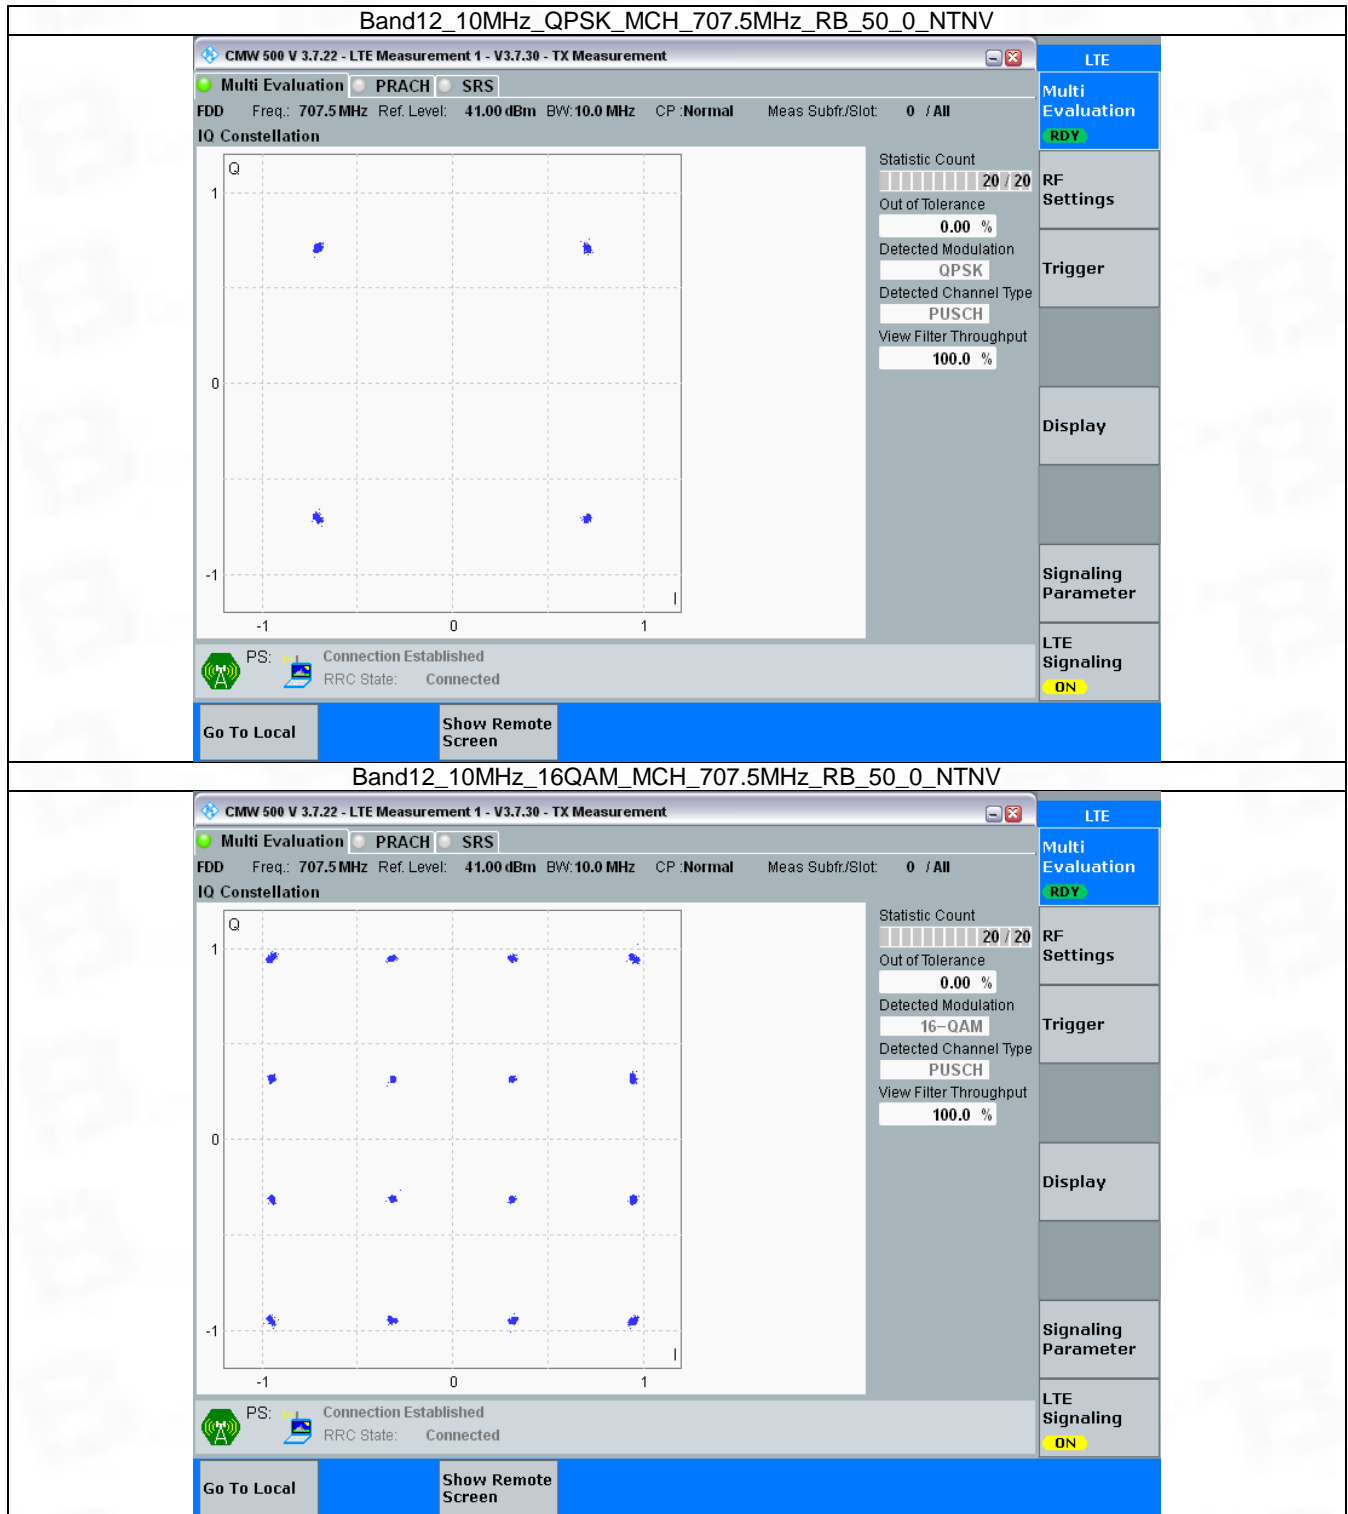 Band12_10MHz_QPSK_MCH_707.5MHz_RB_50_0_NTNV
CMW 500 V 3.7.22 - LTE Measurement 1 - V3.7.30 - TX Measurement
LTE
Multi Evaluation PRACH SRS
Multi
Evaluation
RDY
FDD Freq.: 707.5 MHz Ref. Level: 41.00 dBm BW: 10.0 MHz CP :Normal Meas Subfr./Slot: 0 / All
IQ Constellation
Q
1
0
-1
-1 0 1
I
Statistic Count
20 / 20
Out of Tolerance
0.00 %
Detected Modulation
QPSK
Detected Channel Type
PUSCH
View Filter Throughput
100.0 %
RF
Settings
Trigger
Display
Signaling
Parameter
LTE
Signaling
ON
PS: Connection Established
RRC State: Connected
Go To Local
Show Remote
Screen
Band12_10MHz_16QAM_MCH_707.5MHz_RB_50_0_NTNV
CMW 500 V 3.7.22 - LTE Measurement 1 - V3.7.30 - TX Measurement
LTE
Multi Evaluation PRACH SRS
Multi
Evaluation
RDY
FDD Freq.: 707.5 MHz Ref. Level: 41.00 dBm BW: 10.0 MHz CP :Normal Meas Subfr./Slot: 0 / All
IQ Constellation
Q
1
0
-1
-1 0 1
I
Statistic Count
20 / 20
Out of Tolerance
0.00 %
Detected Modulation
16-QAM
Detected Channel Type
PUSCH
View Filter Throughput
100.0 %
RF
Settings
Trigger
Display
Signaling
Parameter
LTE
Signaling
ON
PS: Connection Established
RRC State: Connected
Go To Local
Show Remote
Screen